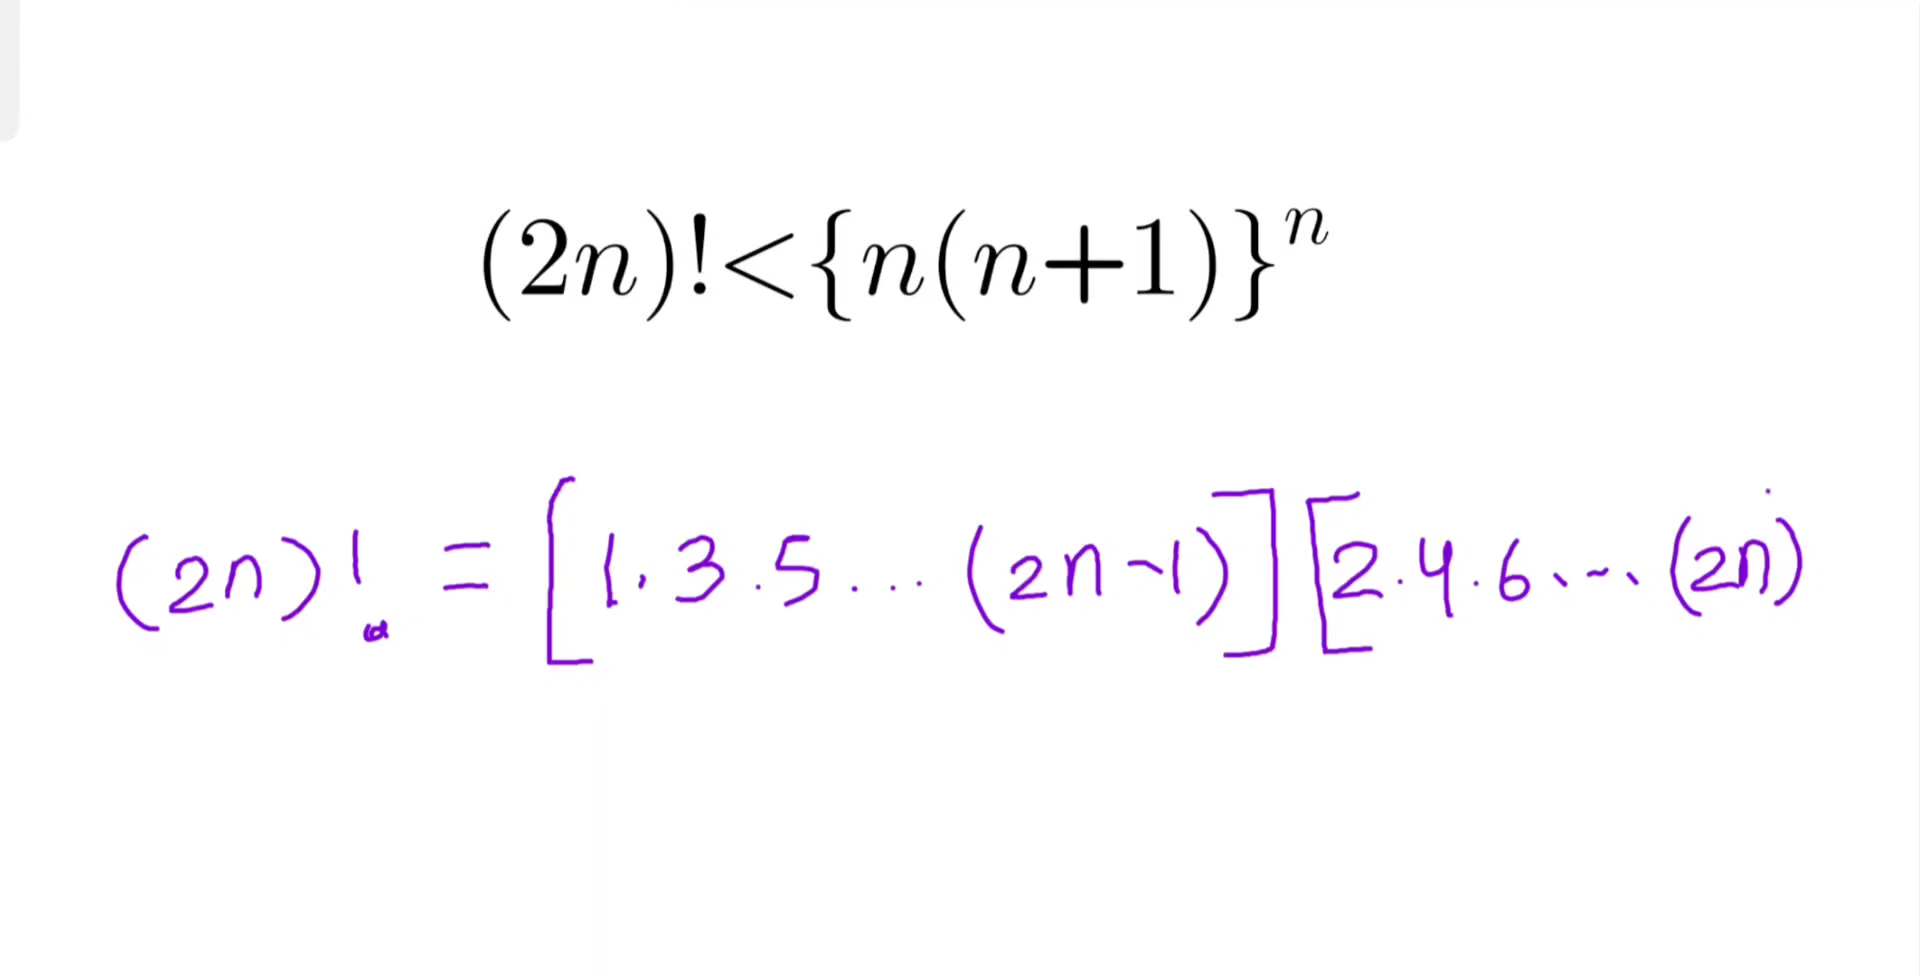 (2n)!<{n(n+1)}ⁿ
(2n)! = [1.3.5...(2n-1)][2.4.6...(2n)